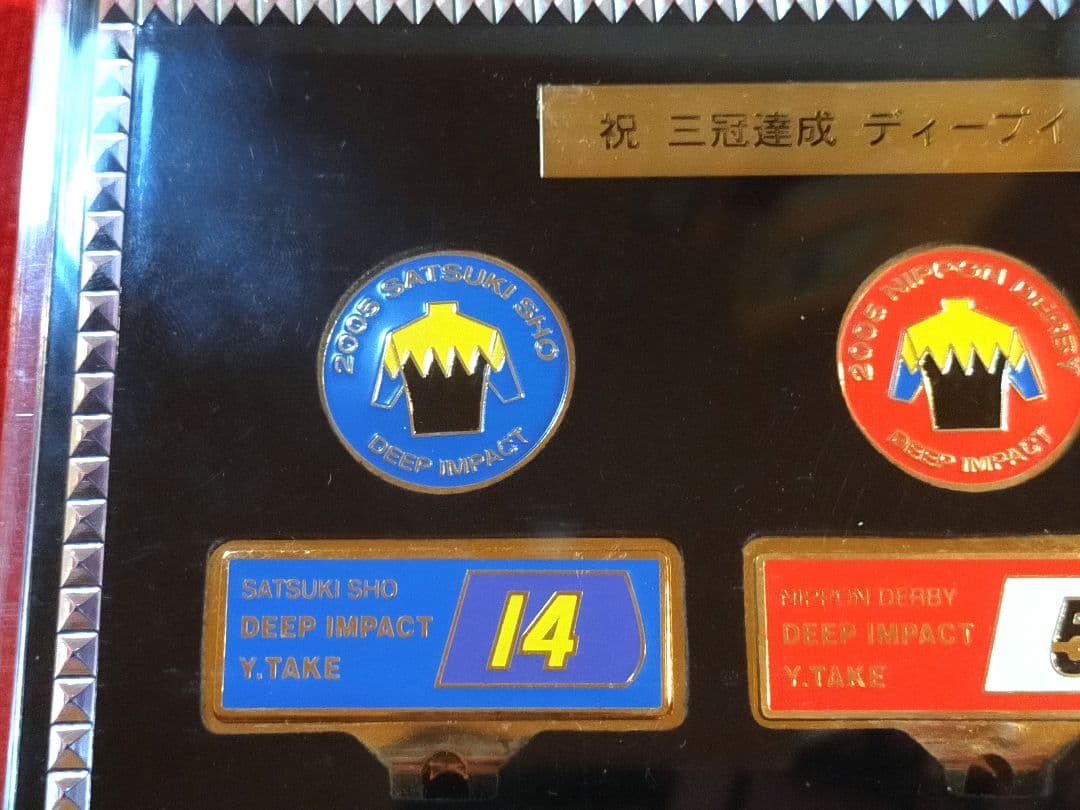 祝 三冠達成 ディープイ
2005 SATSUKI SHO
DEEP IMPACT
2005 NIPPON DERBY
DEEP IMPACT
SATSUKI SHO
DEEP IMPACT
Y.TAKE
14
NIPPON DERBY
DEEP IMPACT
Y.TAKE
5